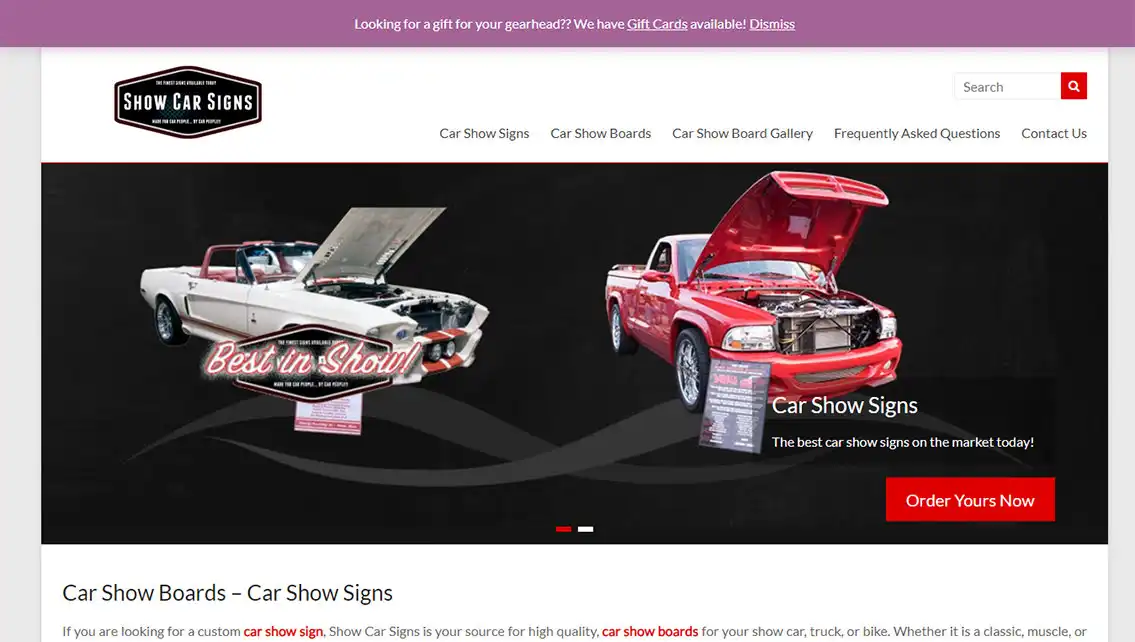 Looking for a gift for your gearhead?? We have Gift Cards available! Dismiss
THE FINEST SIGNS AVAILABLE TODAY
SHOW CAR SIGNS
MADE FOR CAR PEOPLE... BY CAR PEOPLE!!
Search
Car Show Signs
Car Show Boards
Car Show Board Gallery
Frequently Asked Questions
Contact Us
THE FINEST SIGNS AVAILABLE TODAY
Best in Show!
MADE FOR CAR PEOPLE... BY CAR PEOPLE!!
Car Show Signs
The best car show signs on the market today!
Order Yours Now
Car Show Boards – Car Show Signs
If you are looking for a custom car show sign, Show Car Signs is your source for high quality, car show boards for your show car, truck, or bike. Whether it is a classic, muscle, or